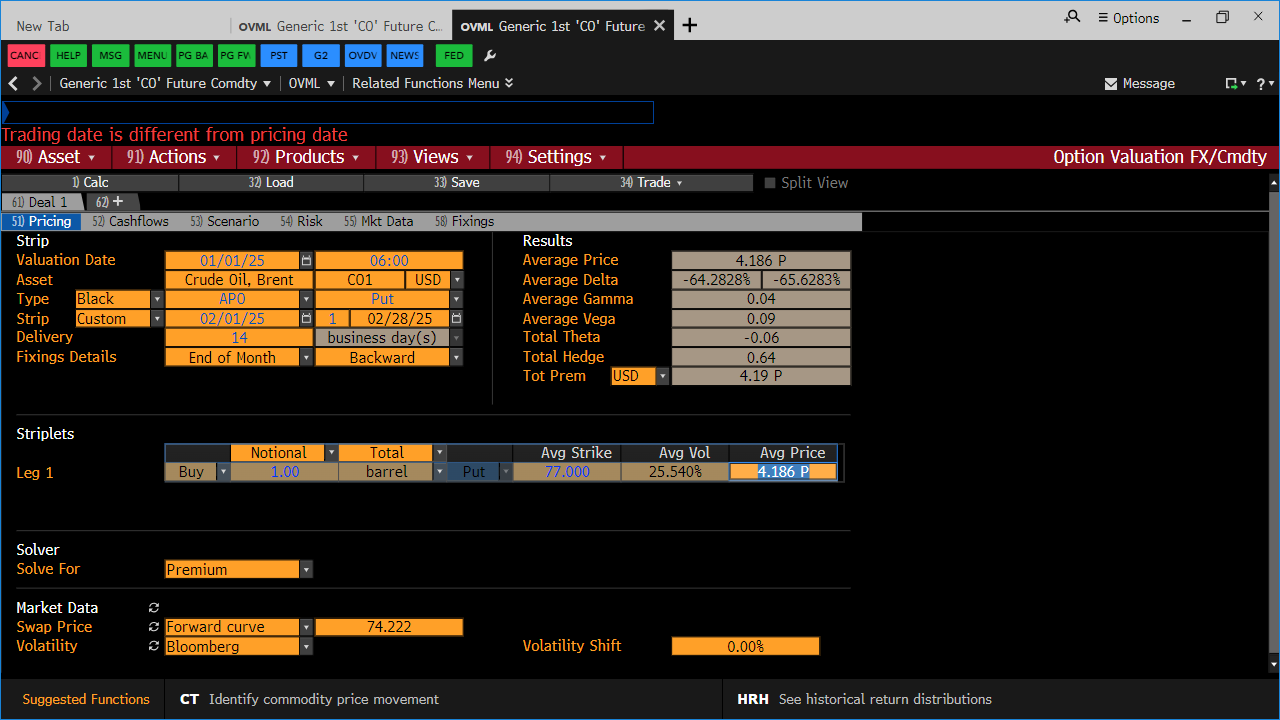 New Tab
OVML Generic 1st 'CO' Future C...
OVML Generic 1st 'CO' Future
Options
CANC HELP MSG MENU PG BA PG FW PST G2 OVDV NEWS FED
Generic 1st 'CO' Future Comdty OVML Related Functions Menu Message ?
Trading date is different from pricing date
90) Asset 91) Actions 92) Products 93) Views 94) Settings Option Valuation FX/Cmdty
1) Calc 32) Load 33) Save 34) Trade Split View
61) Deal 1 62) +
51) Pricing 52) Cashflows 53) Scenario 54) Risk 55) Mkt Data 58) Fixings
Strip Results
Valuation Date 01/01/25 06:00 Average Price 4.186 P
Asset Crude Oil, Brent CO1 USD Average Delta -64.2828% -65.6283%
Type Black APO Put Average Gamma 0.04
Strip Custom 02/01/25 1 02/28/25 Average Vega 0.09
Delivery 14 business day(s) Total Theta -0.06
Fixings Details End of Month Backward Total Hedge 0.64
Tot Prem USD 4.19 P
Striplets
Notional Total Avg Strike Avg Vol Avg Price
Leg 1 Buy 1.00 barrel Put 77.000 25.540% 4.186 P
Solver
Solve For Premium
Market Data
Swap Price Forward curve 74.222
Volatility Bloomberg Volatility Shift 0.00%
Suggested Functions CT Identify commodity price movement HRH See historical return distributions